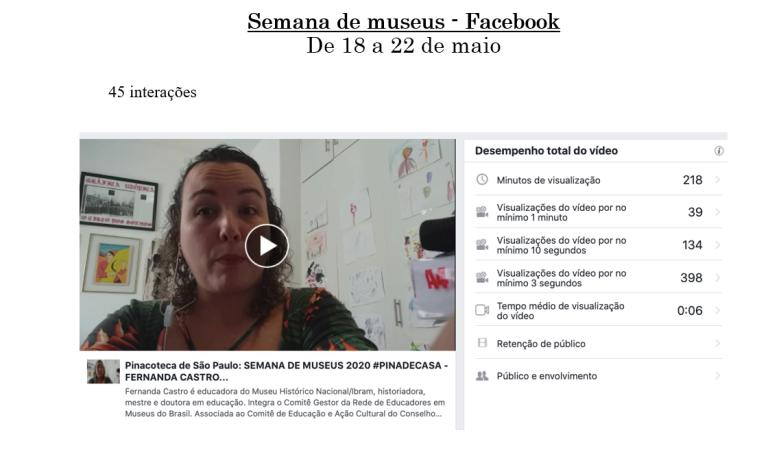 Semana de museus - Facebook
De 18 a 22 de maio
45 interações
Desempenho total do vídeo
Minutos de visualização 218
Visualizações do vídeo por no
mínimo 1 minuto 39
Visualizações do vídeo por no
mínimo 10 segundos 134
Visualizações do vídeo por no
mínimo 3 segundos 398
Tempo médio de visualização
do vídeo 0:06
Retenção de público
Público e envolvimento
Pinacoteca de São Paulo: SEMANA DE MUSEUS 2020 #PINADECASA -
FERNANDA CASTRO...
Fernanda Castro é educadora do Museu Histórico Nacional/Ibram, historiadora,
mestre e doutora em educação. Integra o Comitê Gestor da Rede de Educadores em
Museus do Brasil. Associada ao Comitê de Educação e Ação Cultural do Conselho...